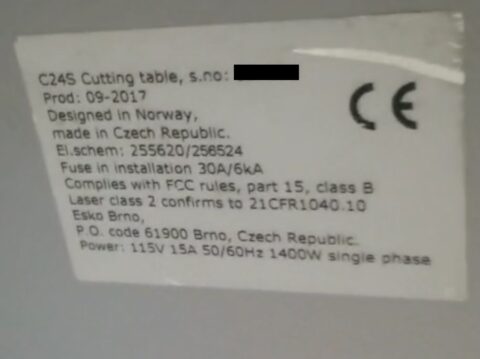 C24S Cutting table, s.no:
Prod: 09-2017
Designed in Norway,
made in Czech Republic.
El.schem: 255620/256524
Fuse in installation 30A/6kA
Complies with FCC rules, part 15, class B
Laser class 2 confirms to 21CFR1040.10
Esko Brno,
P.O. code 61900 Brno, Czech Republic.
Power: 115V 15A 50/60Hz 1400W single phase
CE